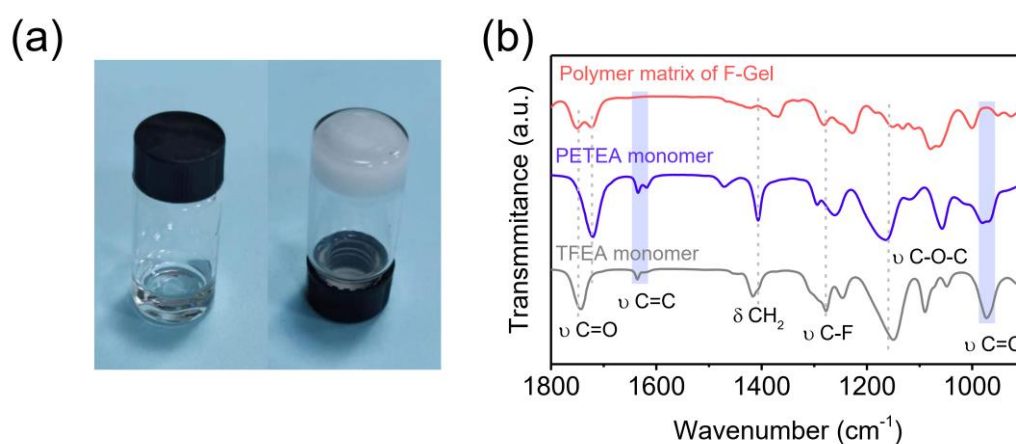 (a)
(b)
Transmmitance (a.u.)
Polymer matrix of F-Gel
PETEA monomer
TFEA monomer
υ C=O
υ C=C
δ CH₂
υ C-F
υ C-O-C
υ C=C
1800 1600 1400 1200 1000
Wavenumber (cm⁻¹)